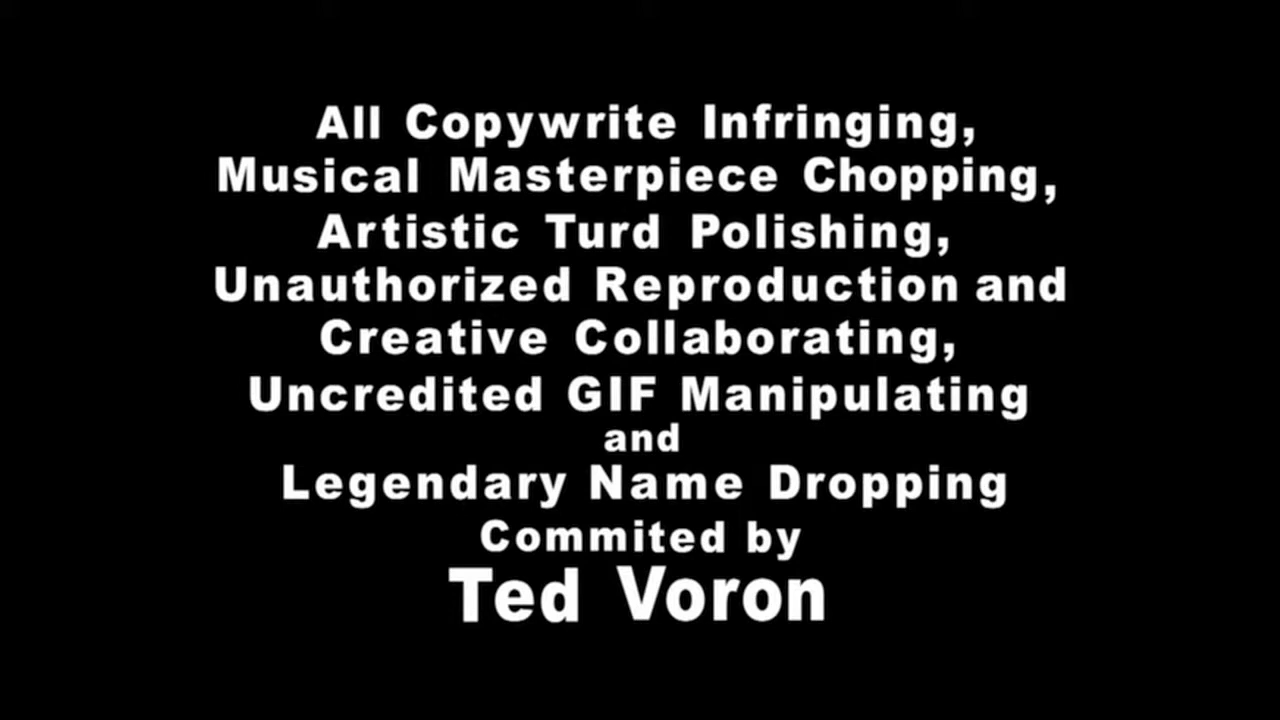 All Copywrite Infringing,
Musical Masterpiece Chopping,
Artistic Turd Polishing,
Unauthorized Reproduction and
Creative Collaborating,
Uncredited GIF Manipulating
and
Legendary Name Dropping
Commited by
Ted Voron